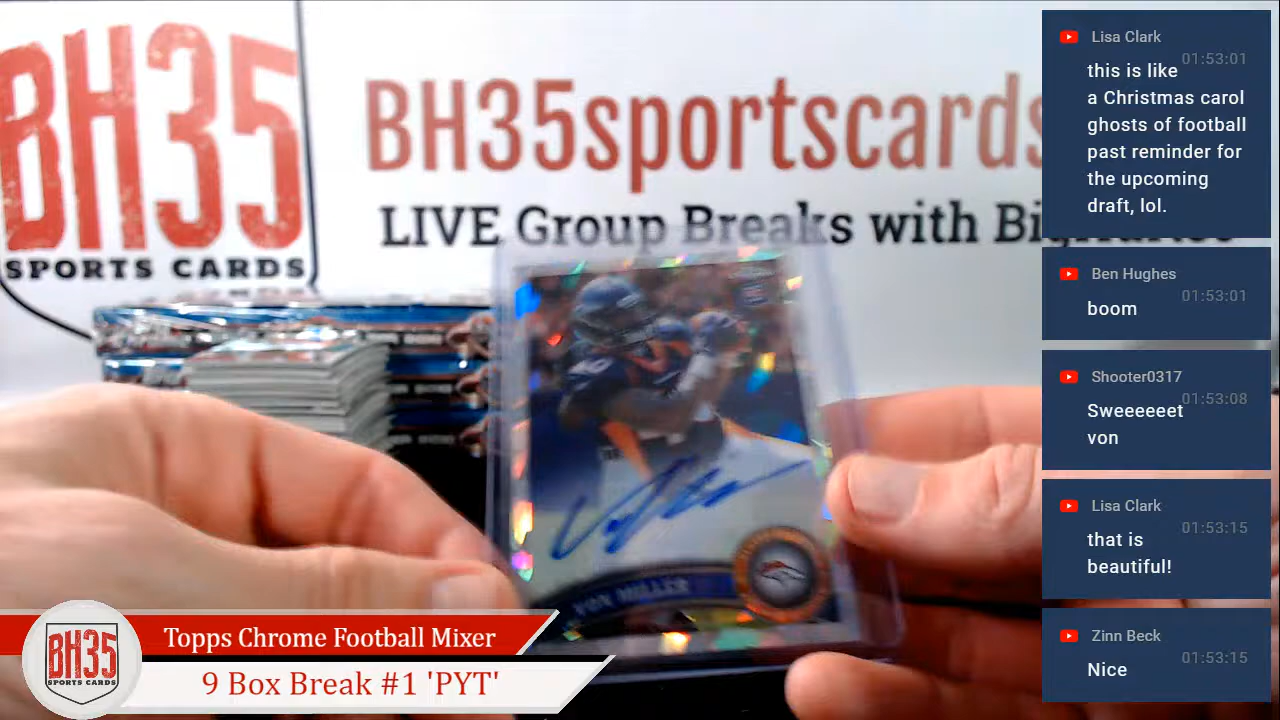 BH35
SPORTS CARDS
BH35sportscards
LIVE Group Breaks with
VON MILLER
Topps Chrome Football Mixer
9 Box Break #1 'PYT'
BH35
SPORTS CARDS
Lisa Clark
01:53:01
this is like
a Christmas carol
ghosts of football
past reminder for
the upcoming
draft, lol.
Ben Hughes
01:53:01
boom
Shooter0317
01:53:08
Sweeeeeet
von
Lisa Clark
01:53:15
that is
beautiful!
Zinn Beck
01:53:15
Nice